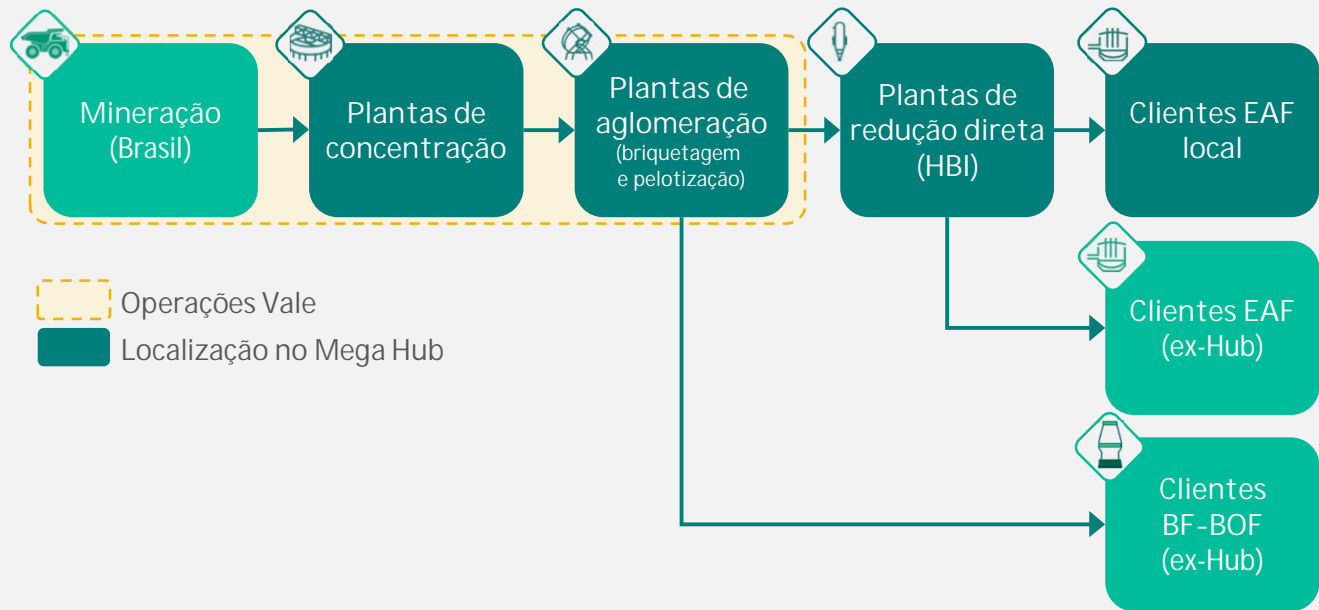 Mineração
(Brasil)
Plantas de
concentração
Plantas de
aglomeração
(briquetagem
e pelotização)
Plantas de
redução direta
(HBI)
Clientes EAF
local
Clientes EAF
(ex-Hub)
Clientes
BF-BOF
(ex-Hub)
Operações Vale
Localização no Mega Hub